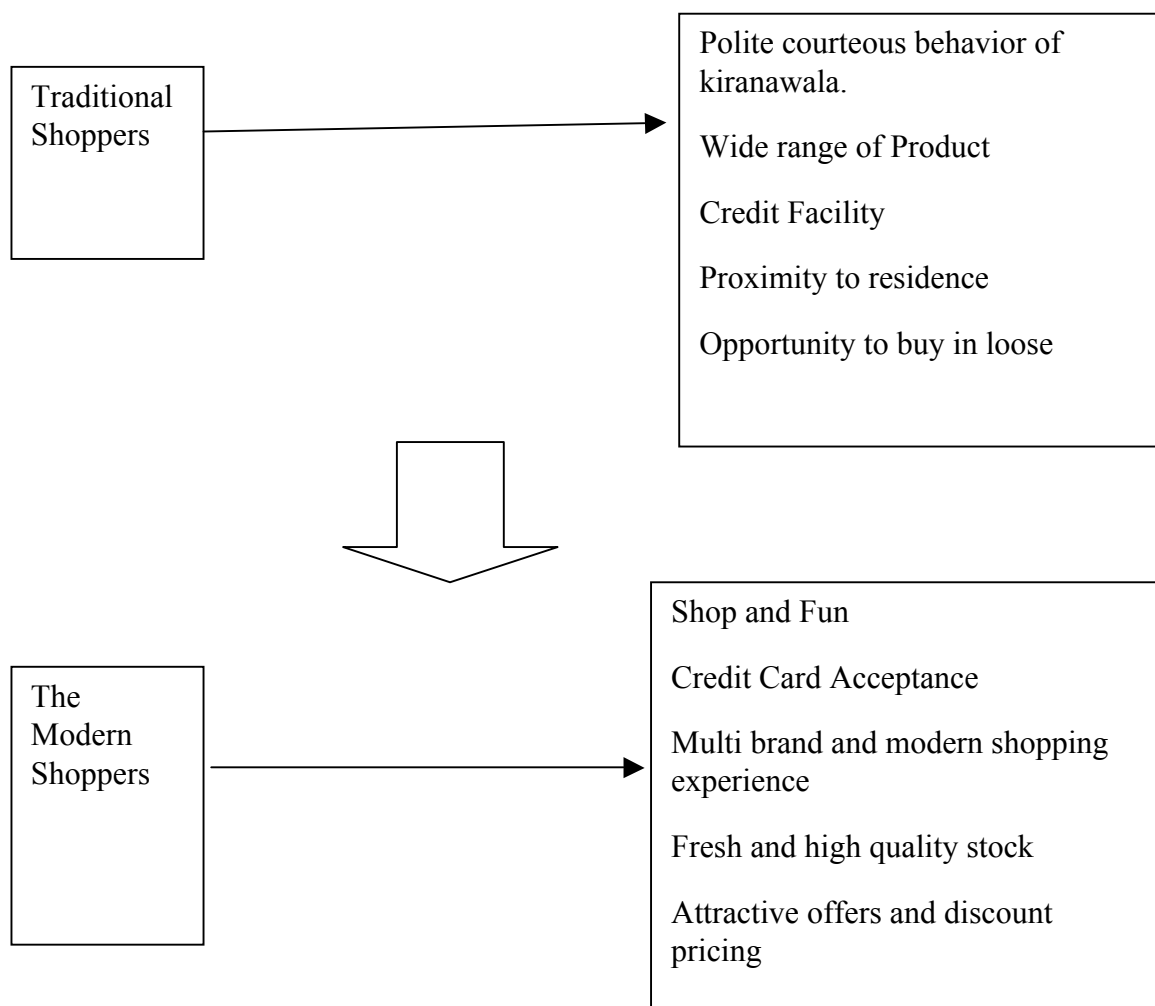 Traditional
Shoppers
Polite courteous behavior of
kiranawala.
Wide range of Product
Credit Facility
Proximity to residence
Opportunity to buy in loose
The
Modern
Shoppers
Shop and Fun
Credit Card Acceptance
Multi brand and modern shopping
experience
Fresh and high quality stock
Attractive offers and discount
pricing